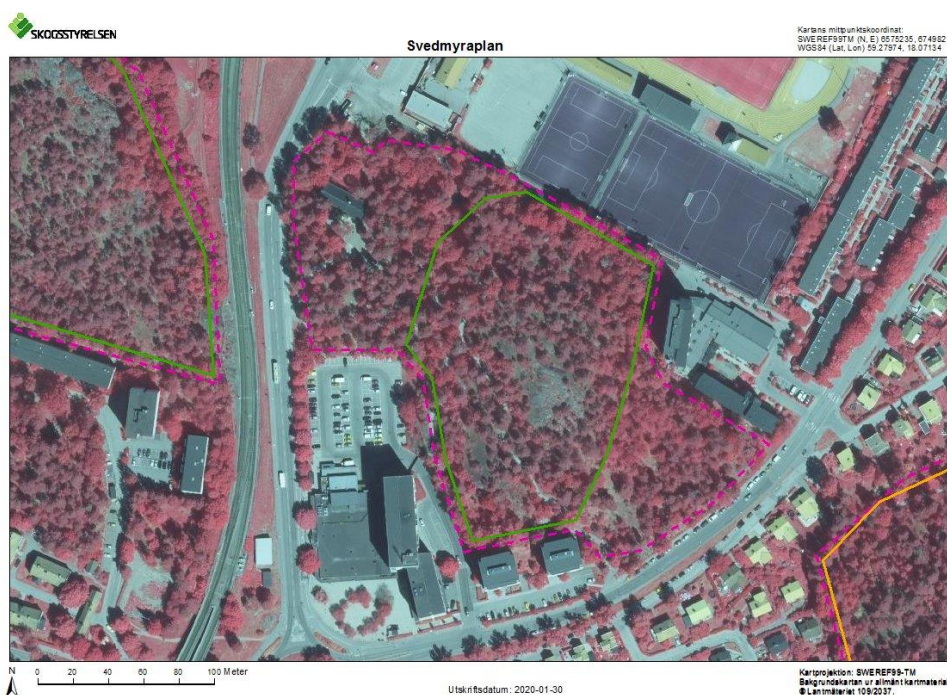 SKOGSSTYRELSEN
Svedmyraplan
Kartans mittpunktskoordinat:
SWEREF99TM (N, E) 6575235, 674982
WGS84 (Lat, Lon) 59.27974, 18.07134
N 0 20 40 60 80 100 Meter
Utskriftsdatum: 2020-01-30
Kartprojektion: SWEREF99-TM
Bakgrundskartan ur allmänt kartmateria
© Lantmäteriet 109/2037.